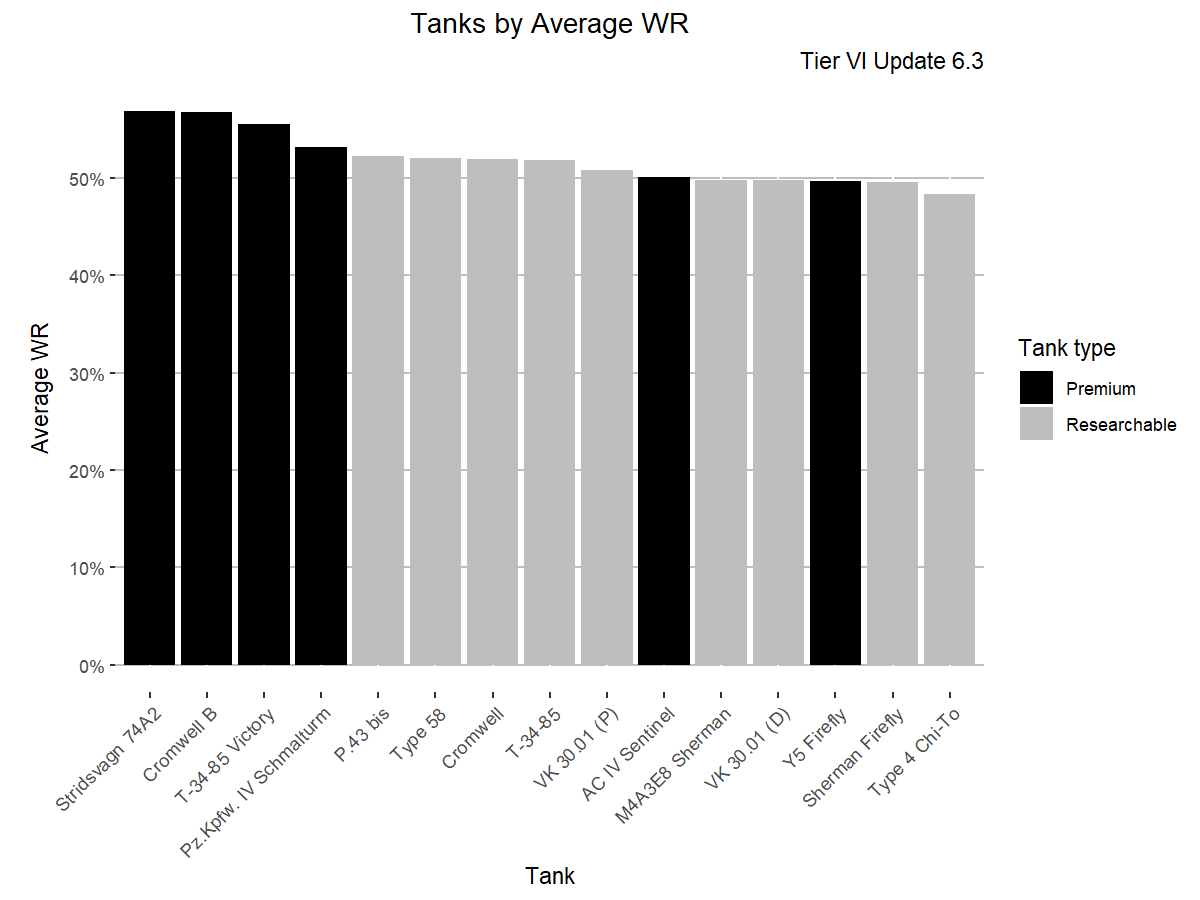 Tanks by Average WR
Tier VI Update 6.3
Average WR
50%
40%
30%
20%
10%
0%
Stridsvagn 74A2
Cromwell B
T-34-85 Victory
Pz.Kpfw. IV Schmalturm
P.43 bis
Type 58
Cromwell
T-34-85
VK 30.01 (P)
AC IV Sentinel
M4A3E8 Sherman
VK 30.01 (D)
Y5 Firefly
Sherman Firefly
Type 4 Chi-To
Tank
Tank type
Premium
Researchable